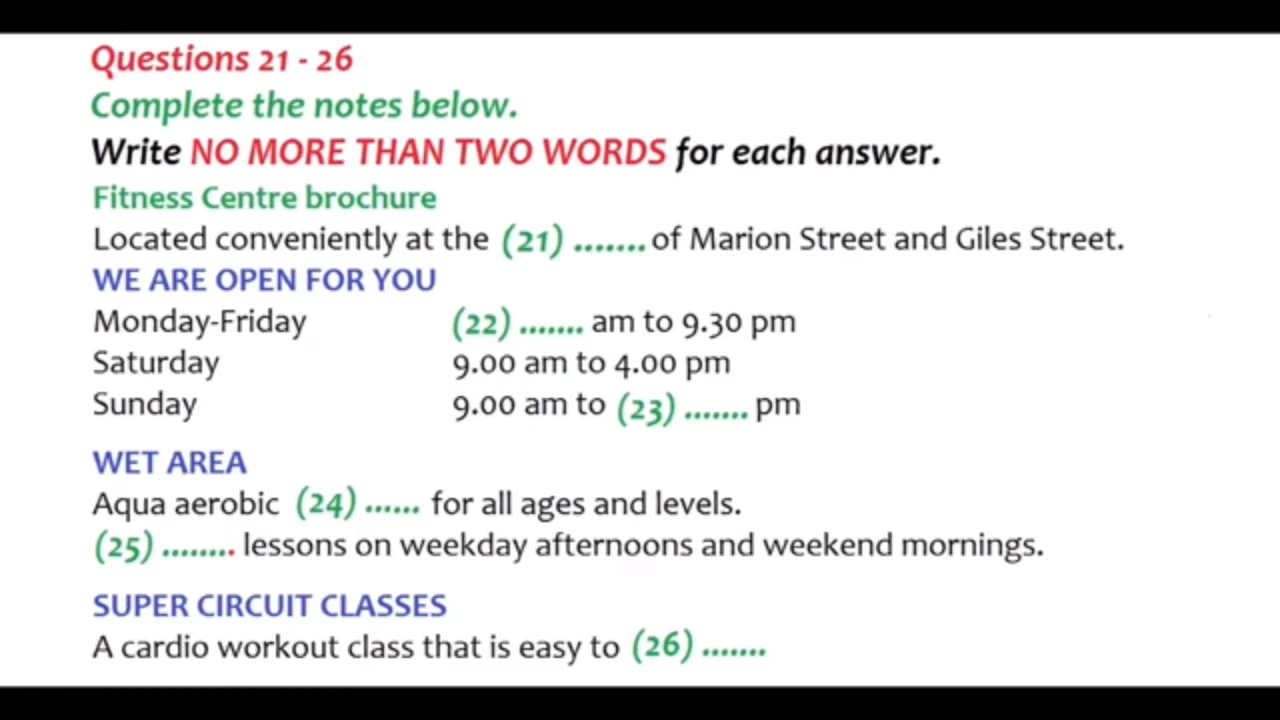 Questions 21 - 26
Complete the notes below.
Write NO MORE THAN TWO WORDS for each answer.
Fitness Centre brochure
Located conveniently at the (21) ....... of Marion Street and Giles Street.
WE ARE OPEN FOR YOU
Monday-Friday (22) ....... am to 9.30 pm
Saturday 9.00 am to 4.00 pm
Sunday 9.00 am to (23) ....... pm
WET AREA
Aqua aerobic (24) ...... for all ages and levels.
(25) ........ lessons on weekday afternoons and weekend mornings.
SUPER CIRCUIT CLASSES
A cardio workout class that is easy to (26) .......